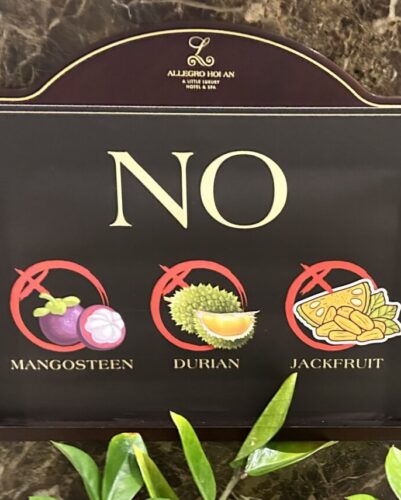 L
ALLEGRO HOI AN
A LITTLE LUXURY
HOTEL & SPA
NO
MANGOSTEEN DURIAN JACKFRUIT